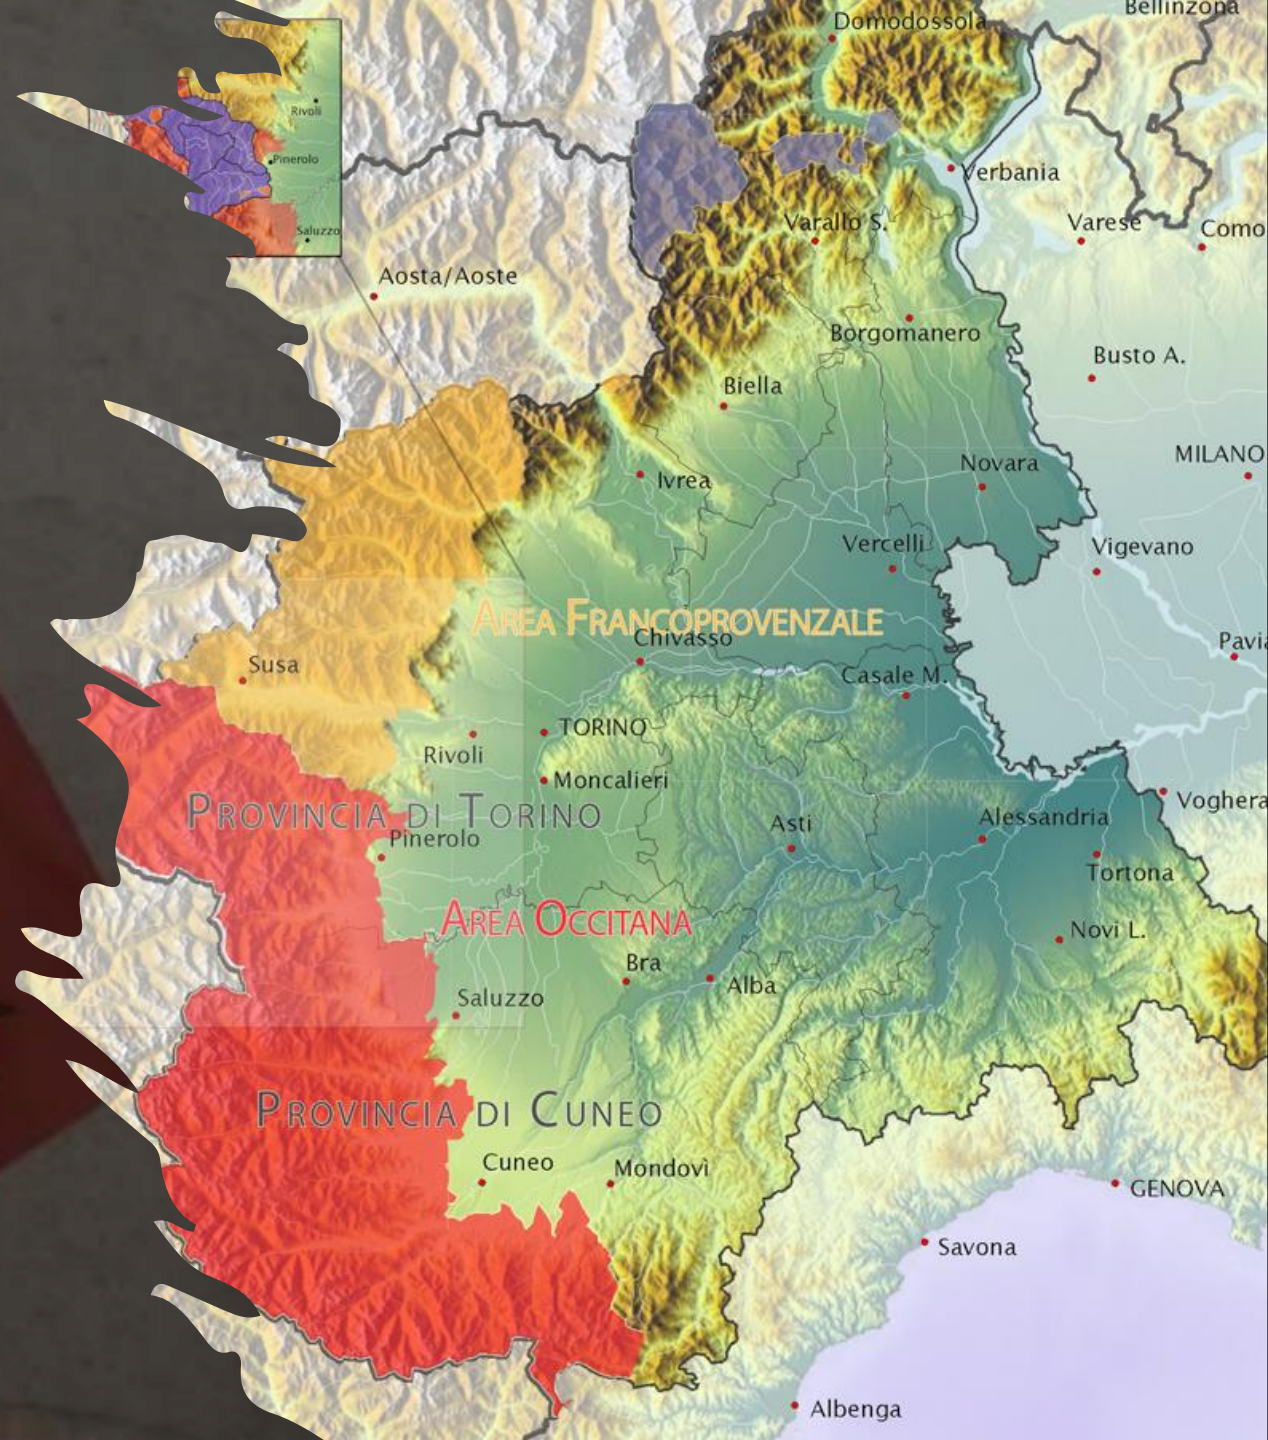 Bellinzona
Domodossola
Rivoli
Pinerolo
Saluzzo
Verbania
Varallo S.
Varese
Como
Aosta/Aoste
Borgomanero
Busto A.
Biella
MILANO
Novara
Ivrea
Vercelli
Vigevano
AREA FRANCOPROVENZALE
Chivasso
Pavia
Susa
Casale M.
TORINO
Rivoli
Moncalieri
Voghera
PROVINCIA DI TORINO
Alessandria
Asti
Pinerolo
Tortona
AREA OCCITANA
Novi L.
Bra
Alba
Saluzzo
PROVINCIA DI CUNEO
Cuneo
Mondovì
GENOVA
Savona
Albenga